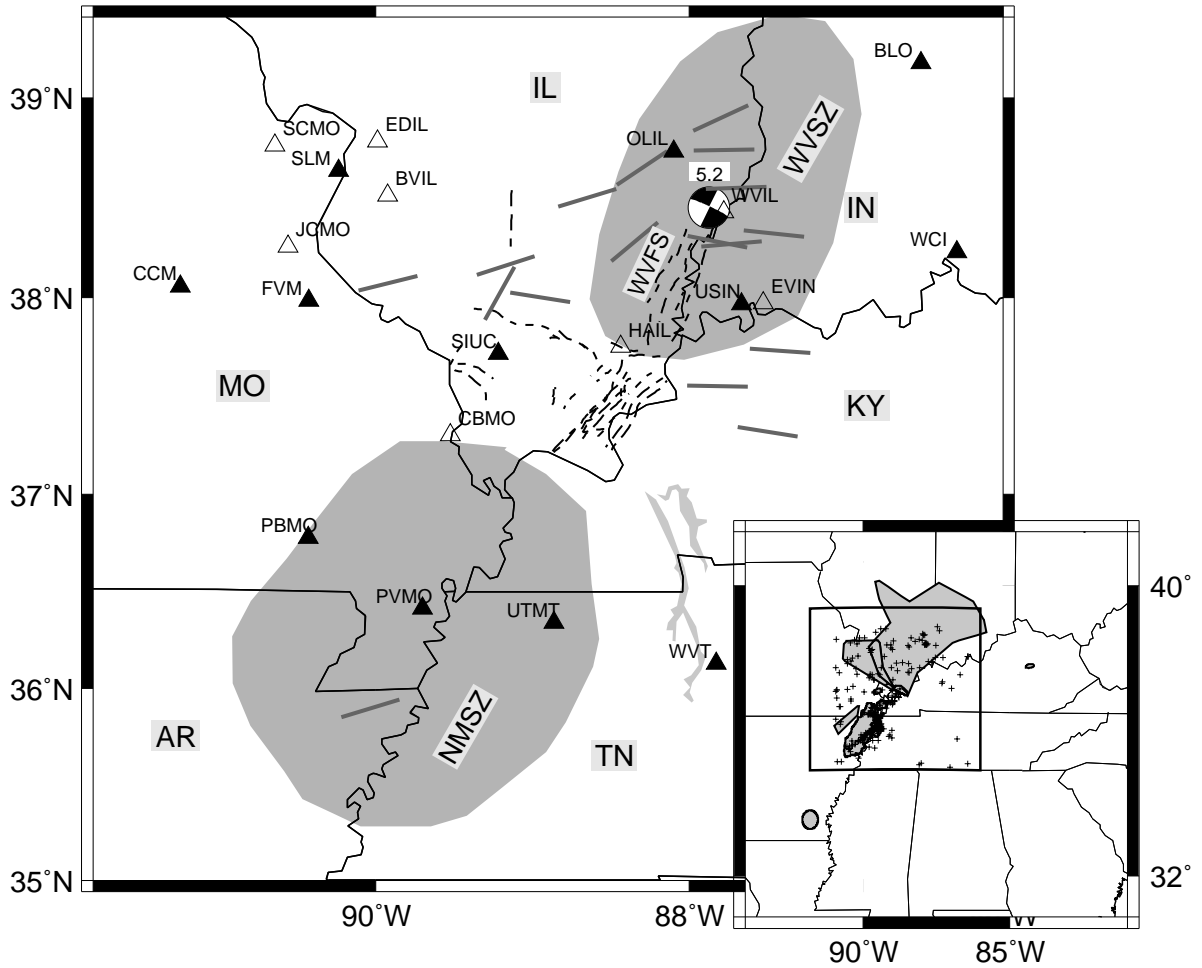 BLO
IL
39°N
SCMO
EDIL
OLIL
WVSZ
SLM
5.2
BVIL
WVIL
IN
JCMO
WCI
WVFS
CCM
FVM
USIN
EVIN
38°N
HAIL
SIUC
MO
KY
CBMO
37°N
PBMO
PVMO
UTMT
40°
WVT
36°N
NMSZ
AR
TN
35°N
32°
90°W
88°W
W
90°W
85°W